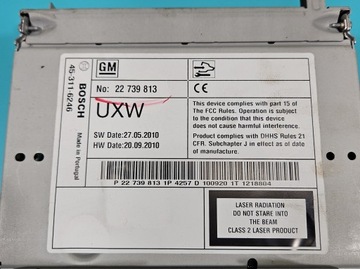 GM
No: 22 739 813
UXW
SW Date:27.05.2010
HW Date:20.09.2010
CE
This device complies with part 15 of
The FCC Rules. Operation is subject
to the condition that this device does
not cause harmful interference.
Product complies with DHHS Rules 21
CFR. Subchapter J in effect as of date
of manufacture.
P 22 739 813 1P 4257 D 100920 1T 1218804
45-311-6246
BOSCH
Made in Portugal
LASER RADIATION
DO NOT STARE INTO
THE BEAM
CLASS 2 LASER PRODUCT